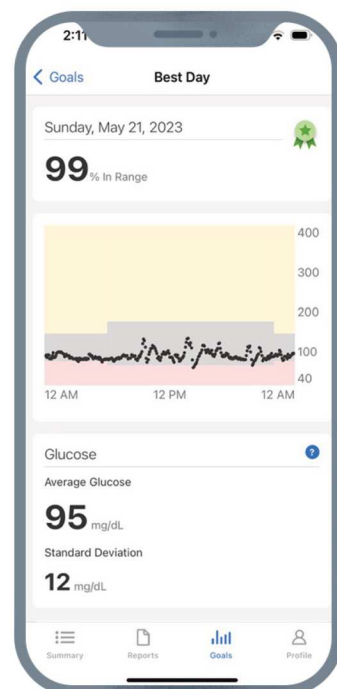 2:11
Goals
Best Day
Sunday, May 21, 2023
99 % In Range
400
300
200
100
40
12 AM 12 PM 12 AM
Glucose
?
Average Glucose
95 mg/dL
Standard Deviation
12 mg/dL
Summary Reports Goals Profile